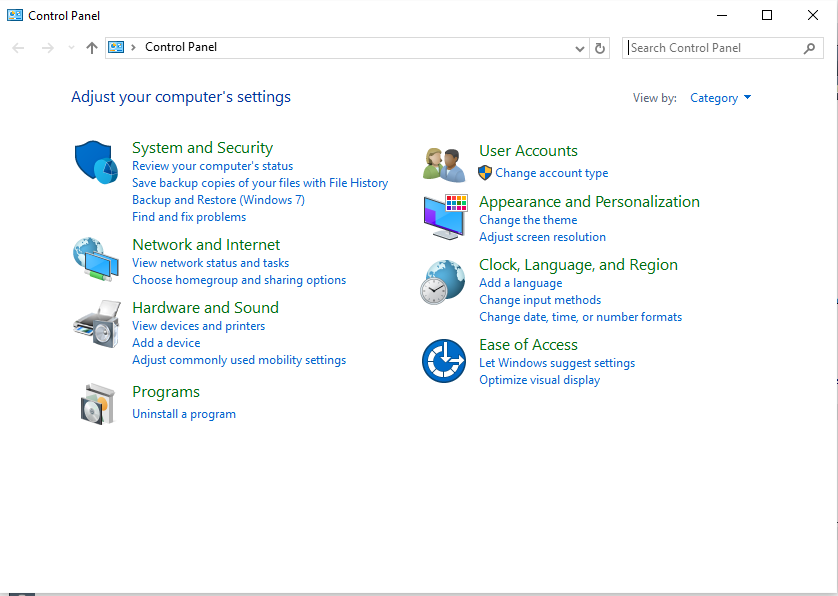 Control Panel
Control Panel
Search Control Panel
Adjust your computer's settings
View by: Category
System and Security
Review your computer's status
Save backup copies of your files with File History
Backup and Restore (Windows 7)
Find and fix problems
Network and Internet
View network status and tasks
Choose homegroup and sharing options
Hardware and Sound
View devices and printers
Add a device
Adjust commonly used mobility settings
Programs
Uninstall a program
User Accounts
Change account type
Appearance and Personalization
Change the theme
Adjust screen resolution
Clock, Language, and Region
Add a language
Change input methods
Change date, time, or number formats
Ease of Access
Let Windows suggest settings
Optimize visual display